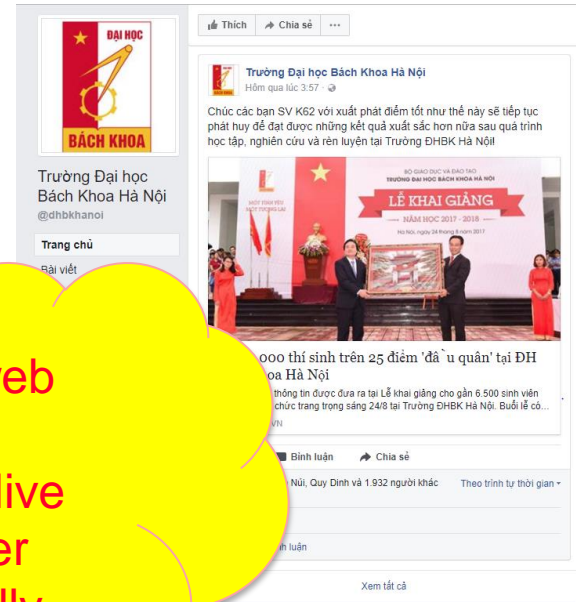 ĐẠI HỌC
BÁCH KHOA
Trường Đại học
Bách Khoa Hà Nội
@dhbkhanoi
Trang chủ
Bài viết
Thích
Chia sẻ
Trường Đại học Bách Khoa Hà Nội
Hôm qua lúc 3:57
Chúc các bạn SV K62 với xuất phát điểm tốt như thế này sẽ tiếp tục
phát huy để đạt được những kết quả xuất sắc hơn nữa sau quá trình
học tập, nghiên cứu và rèn luyện tại Trường ĐHBK Hà Nội!
BỘ GIÁO DỤC VÀ ĐÀO TẠO
TRƯỜNG ĐẠI HỌC BÁCH KHOA HÀ NỘI
LỄ KHAI GIẢNG
NĂM HỌC 2017 - 2018
Hà Nội, ngày 24 tháng 8 năm 2017
MỘT TÌNH YÊU
MỘT TƯƠNG LAI
000 thí sinh trên 25 điểm 'đầu quân' tại ĐH
oa Hà Nội
thông tin được đưa ra tại Lễ khai giảng cho gần 6.500 sinh viên
chức trang trọng sáng 24/8 tại Trường ĐHBK Hà Nội. Buổi lễ có...
VN
Bình luận
Chia sẻ
Núi, Quy Dinh và 1.932 người khác
Theo trình tự thời gian
luận
Xem tất cả
web
live
er
lly